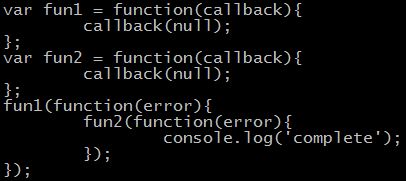 var fun1 = function(callback){
        callback(null);
};
var fun2 = function(callback){
        callback(null);
};
fun1(function(error){
        fun2(function(error){
                console.log('complete');
        });
});